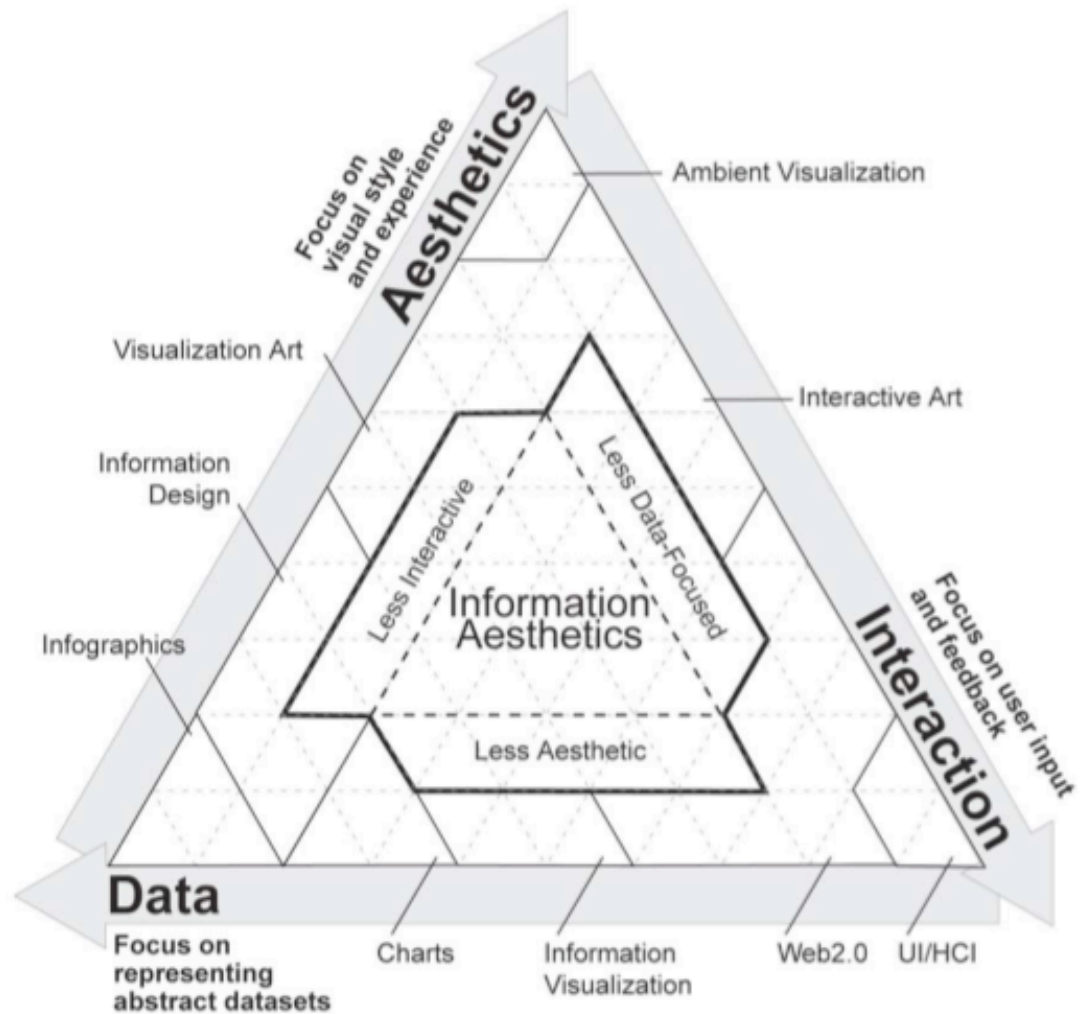 Aesthetics
Focus on
visual style
and experience
Ambient Visualization
Visualization Art
Interactive Art
Information
Design
Less Interactive
Less Data-Focused
Information
Aesthetics
Infographics
Interaction
Focus on user input
and feedback
Less Aesthetic
Data
Focus on
representing
abstract datasets
Charts
Information
Visualization
Web2.0
UI/HCI